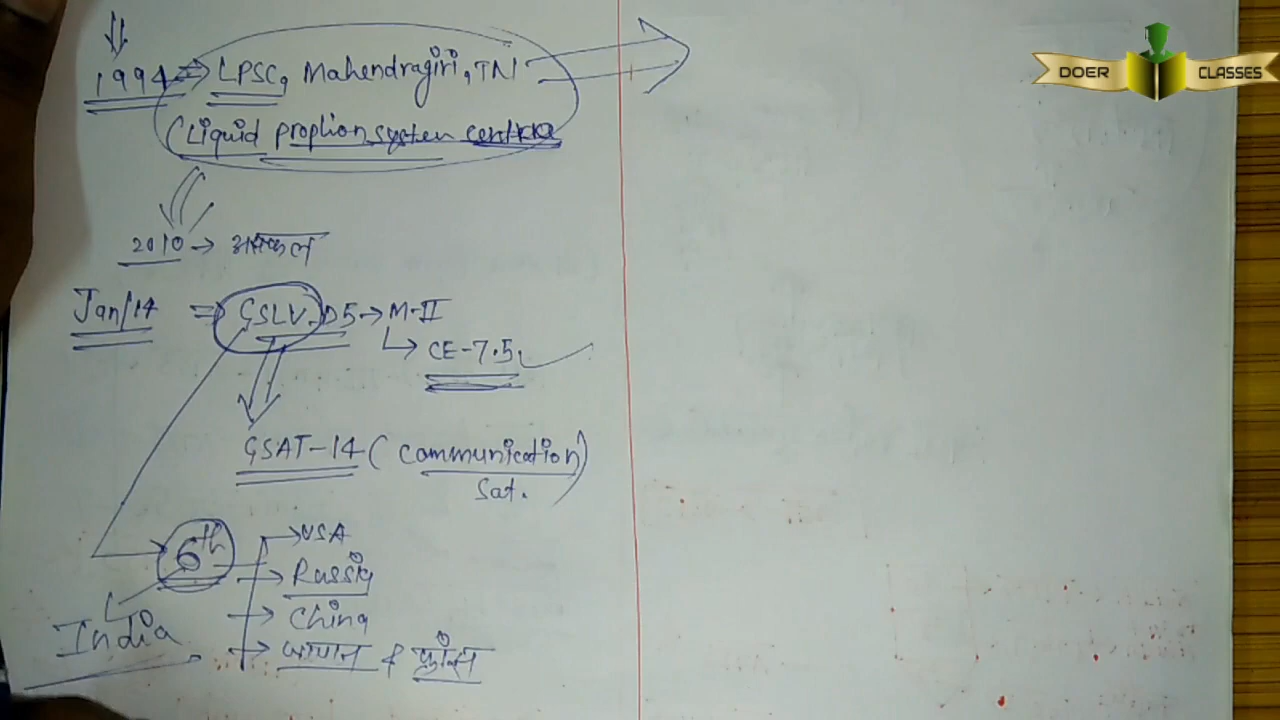 1994 ⇒ LPSC, Mahendragiri, TN
(Liquid proplion system centra
2010 → असफल
Jan/14 ⇒ GSLV. D5 → M-II
↳ CE-7.5.
GSAT-14 (Communication)
Sat.
6th → USA
→ Russia
→ China
India
→ जापान & फ्रांस
DOER CLASSES